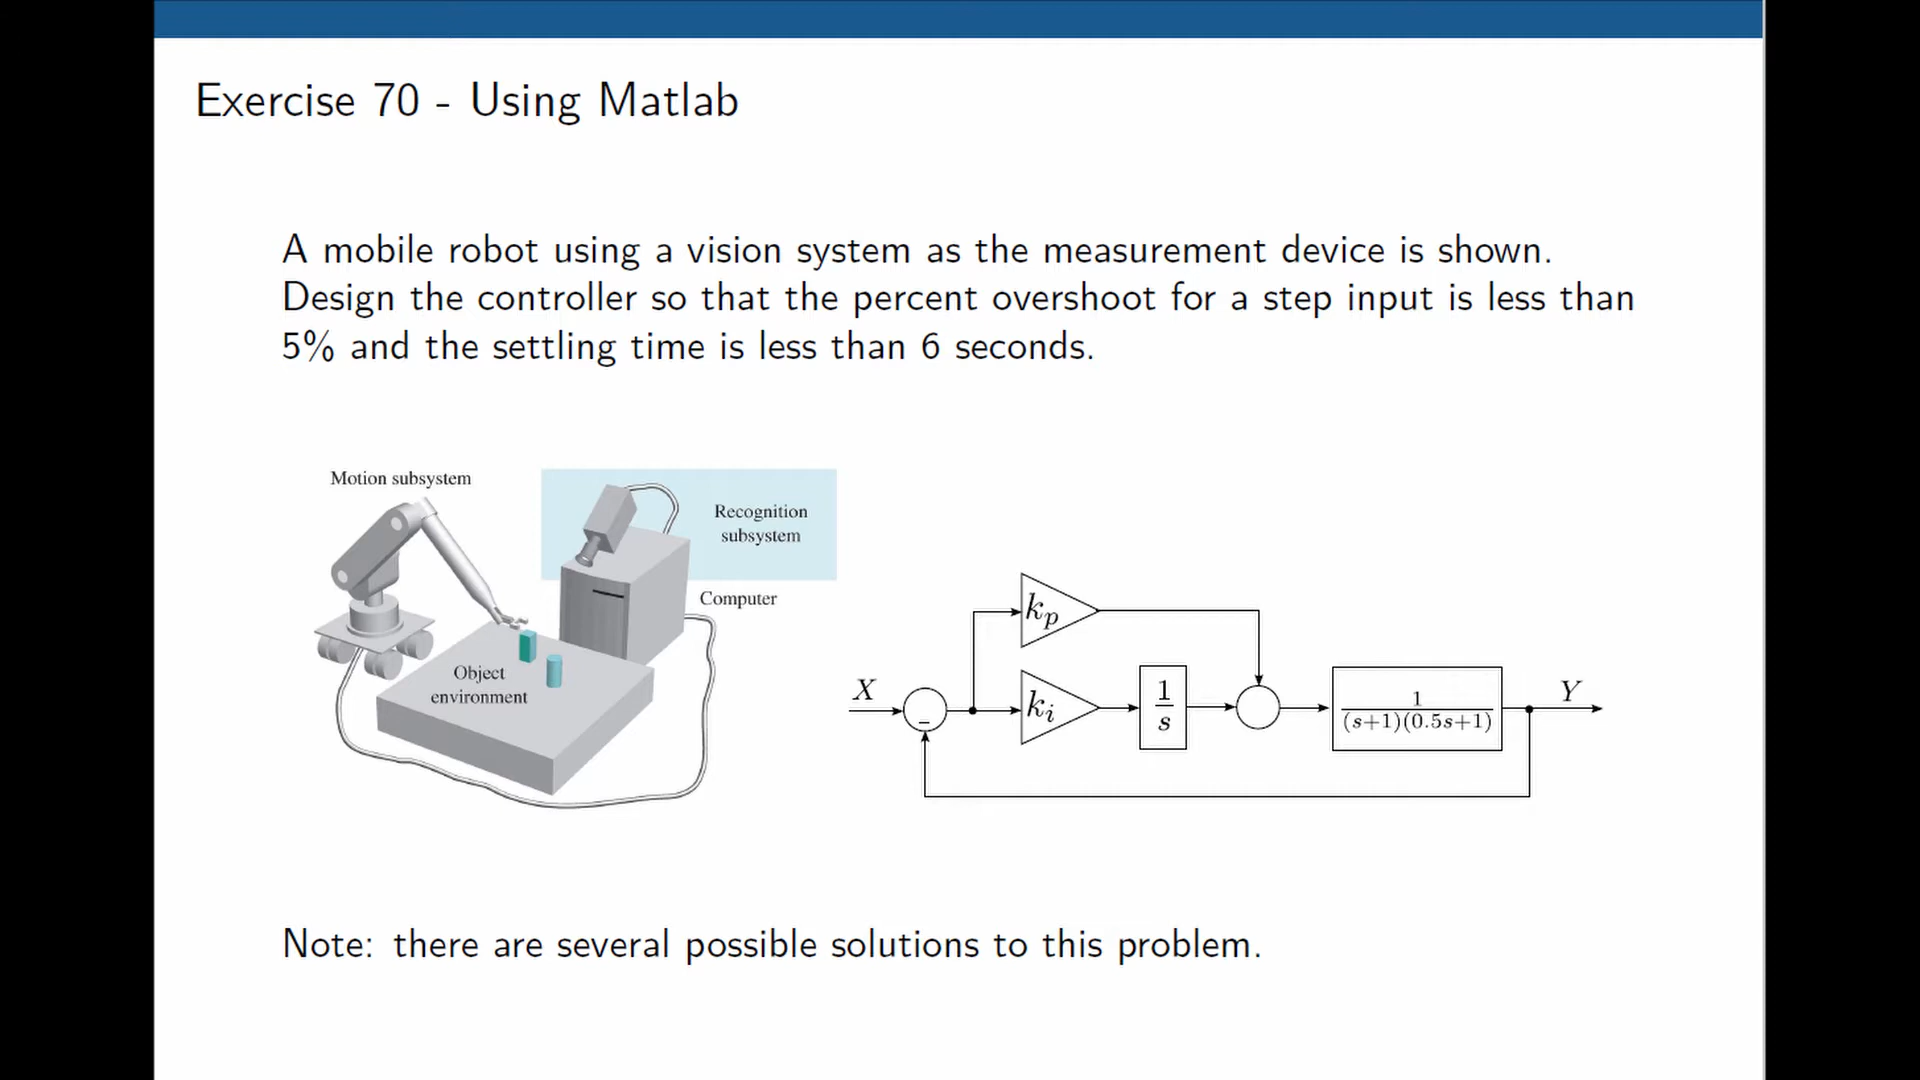 Exercise 70 - Using Matlab
A mobile robot using a vision system as the measurement device is shown.
Design the controller so that the percent overshoot for a step input is less than
5% and the settling time is less than 6 seconds.
Motion subsystem
Recognition
subsystem
Computer
Object
environment
k_p
X
k_i
1
s
-
1
(s+1)(0.5s+1)
Y
Note: there are several possible solutions to this problem.